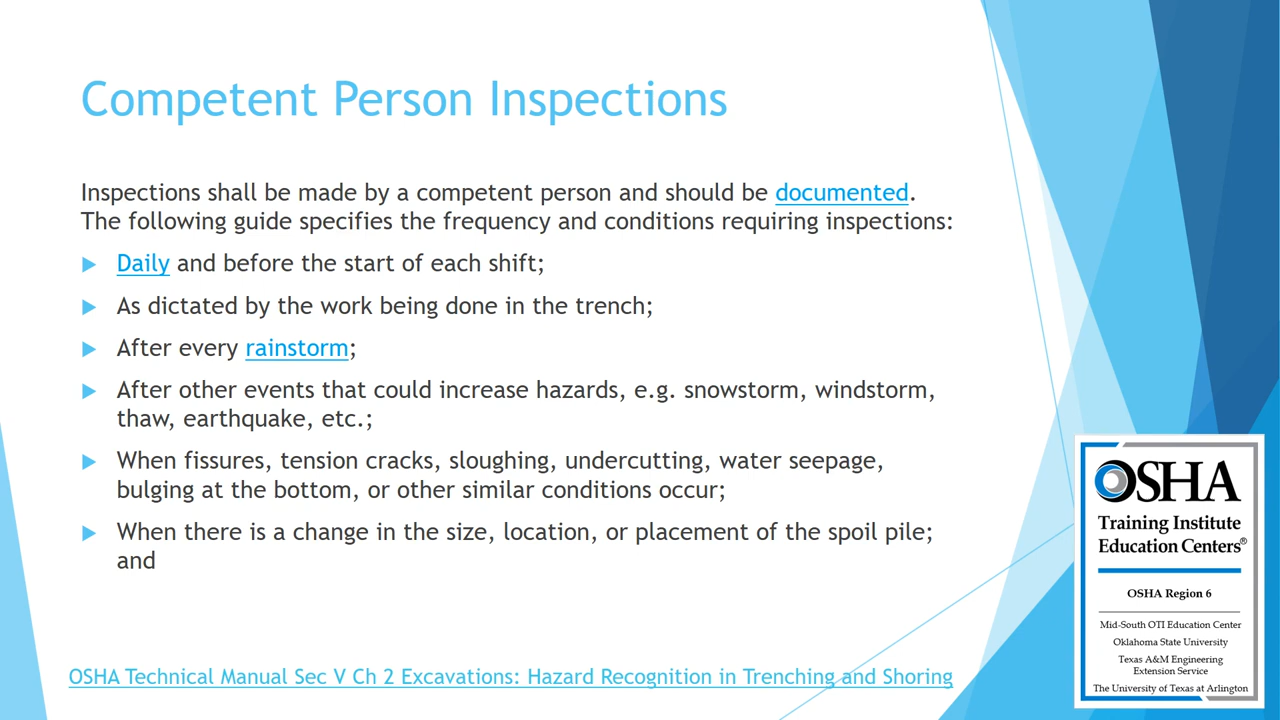 Competent Person Inspections
Inspections shall be made by a competent person and should be documented.
The following guide specifies the frequency and conditions requiring inspections:
Daily and before the start of each shift;
As dictated by the work being done in the trench;
After every rainstorm;
After other events that could increase hazards, e.g. snowstorm, windstorm,
thaw, earthquake, etc.;
When fissures, tension cracks, sloughing, undercutting, water seepage,
bulging at the bottom, or other similar conditions occur;
When there is a change in the size, location, or placement of the spoil pile;
and
OSHA Technical Manual Sec V Ch 2 Excavations: Hazard Recognition in Trenching and Shoring
OSHA
Training Institute
Education Centers®
OSHA Region 6
Mid-South OTI Education Center
Oklahoma State University
Texas A&M Engineering
Extension Service
The University of Texas at Arlington